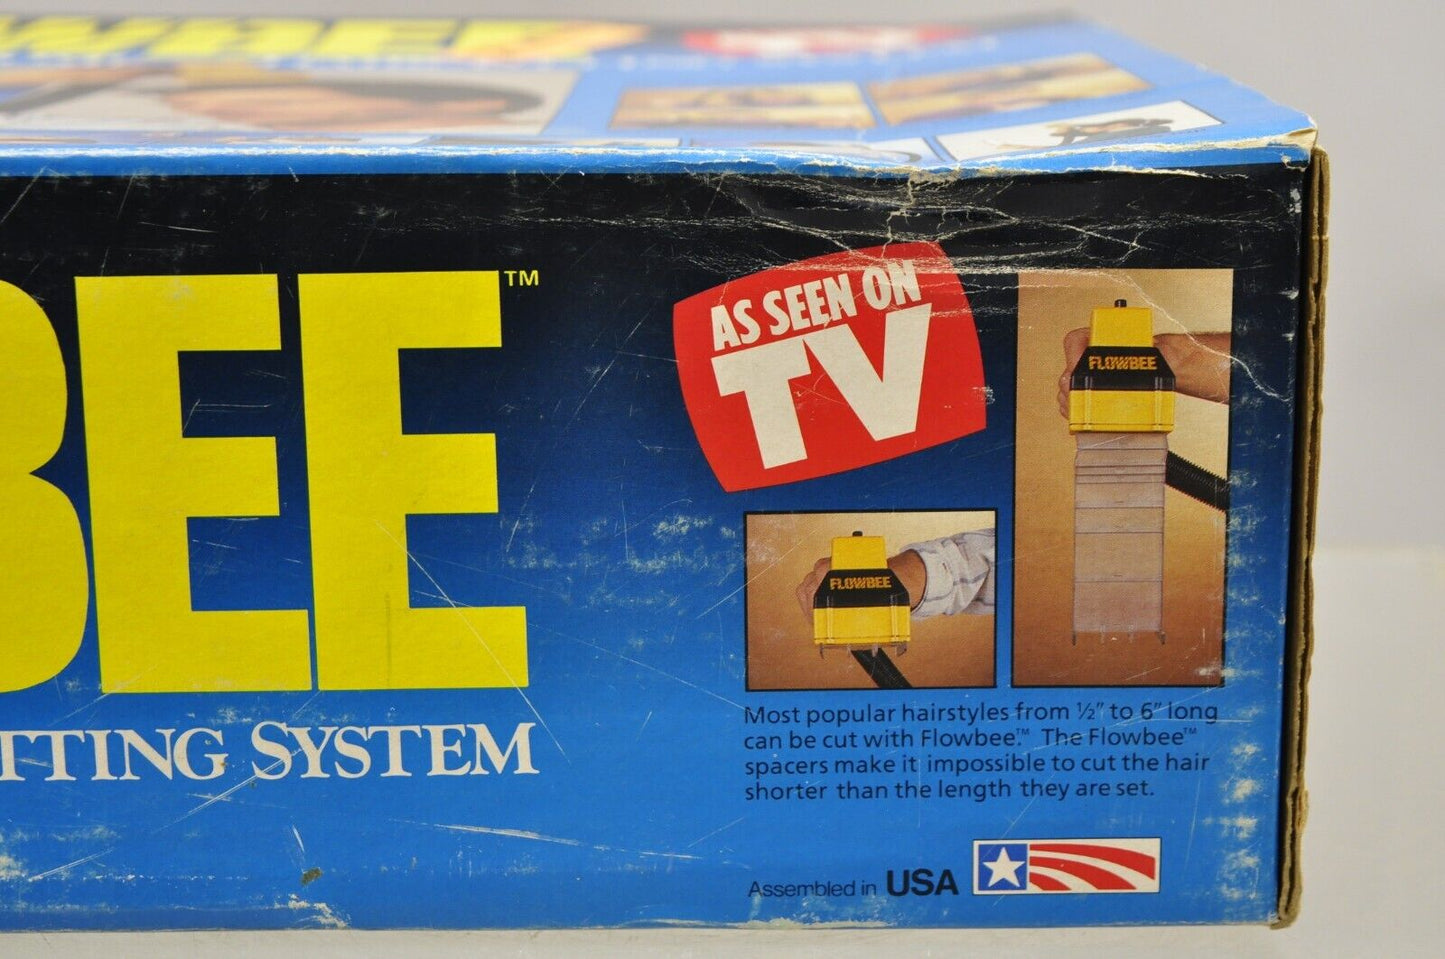 BEE™
TTING SYSTEM
AS SEEN ON
TV
FLOWBEE
FLOWBEE
Most popular hairstyles from ½" to 6" long
can be cut with Flowbee.™ The Flowbee™
spacers make it impossible to cut the hair
shorter than the length they are set.
Assembled in USA